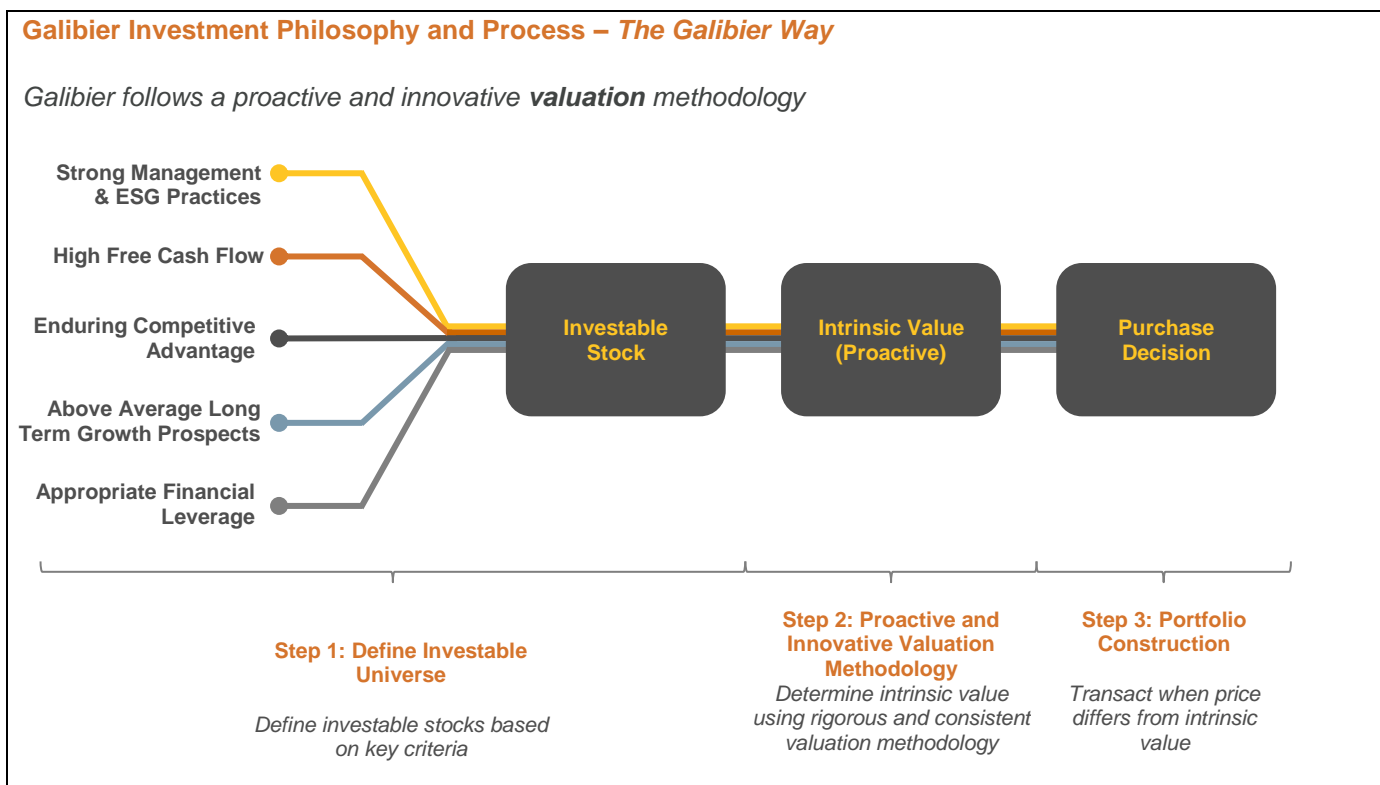 Galibier Investment Philosophy and Process – The Galibier Way
Galibier follows a proactive and innovative valuation methodology
Strong Management
& ESG Practices
High Free Cash Flow
Enduring Competitive
Advantage
Above Average Long
Term Growth Prospects
Appropriate Financial
Leverage
Investable
Stock
Intrinsic Value
(Proactive)
Purchase
Decision
Step 1: Define Investable
Universe
Define investable stocks based
on key criteria
Step 2: Proactive and
Innovative Valuation
Methodology
Determine intrinsic value
using rigorous and consistent
valuation methodology
Step 3: Portfolio
Construction
Transact when price
differs from intrinsic
value